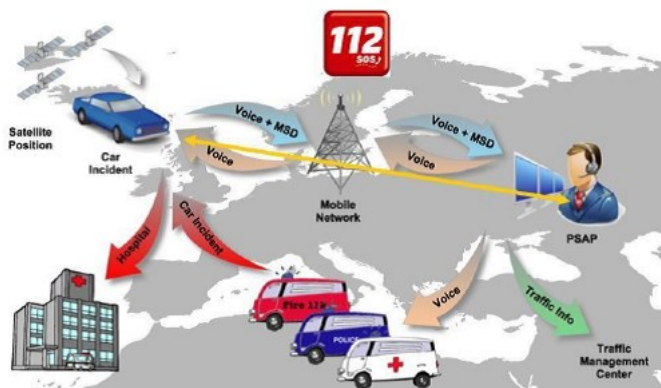 112
SOS
Voice + MSD
Voice + MSD
Satellite
Position
Car
Incident
Voice
Voice
Mobile
Network
PSAP
Hospital
Car Incident
Fire 112
POLICE
Voice
Traffic Info
Traffic
Management
Center